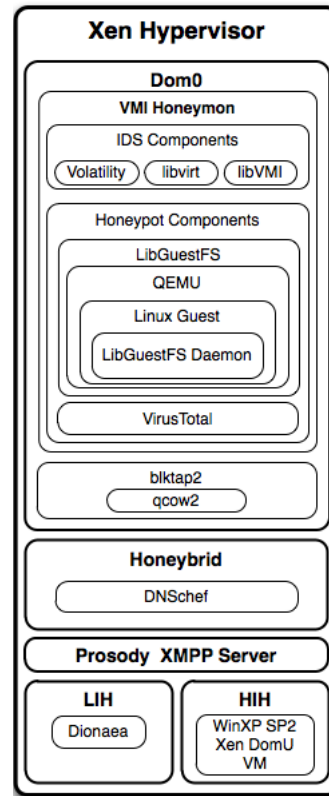 Xen Hypervisor
Dom0
VMI Honeymon
IDS Components
Volatility libvirt libVMI
Honeypot Components
LibGuestFS
QEMU
Linux Guest
LibGuestFS Daemon
VirusTotal
blktap2
qcow2
Honeybrid
DNSchef
Prosody XMPP Server
LIH
Dionaea
HIH
WinXP SP2
Xen DomU
VM